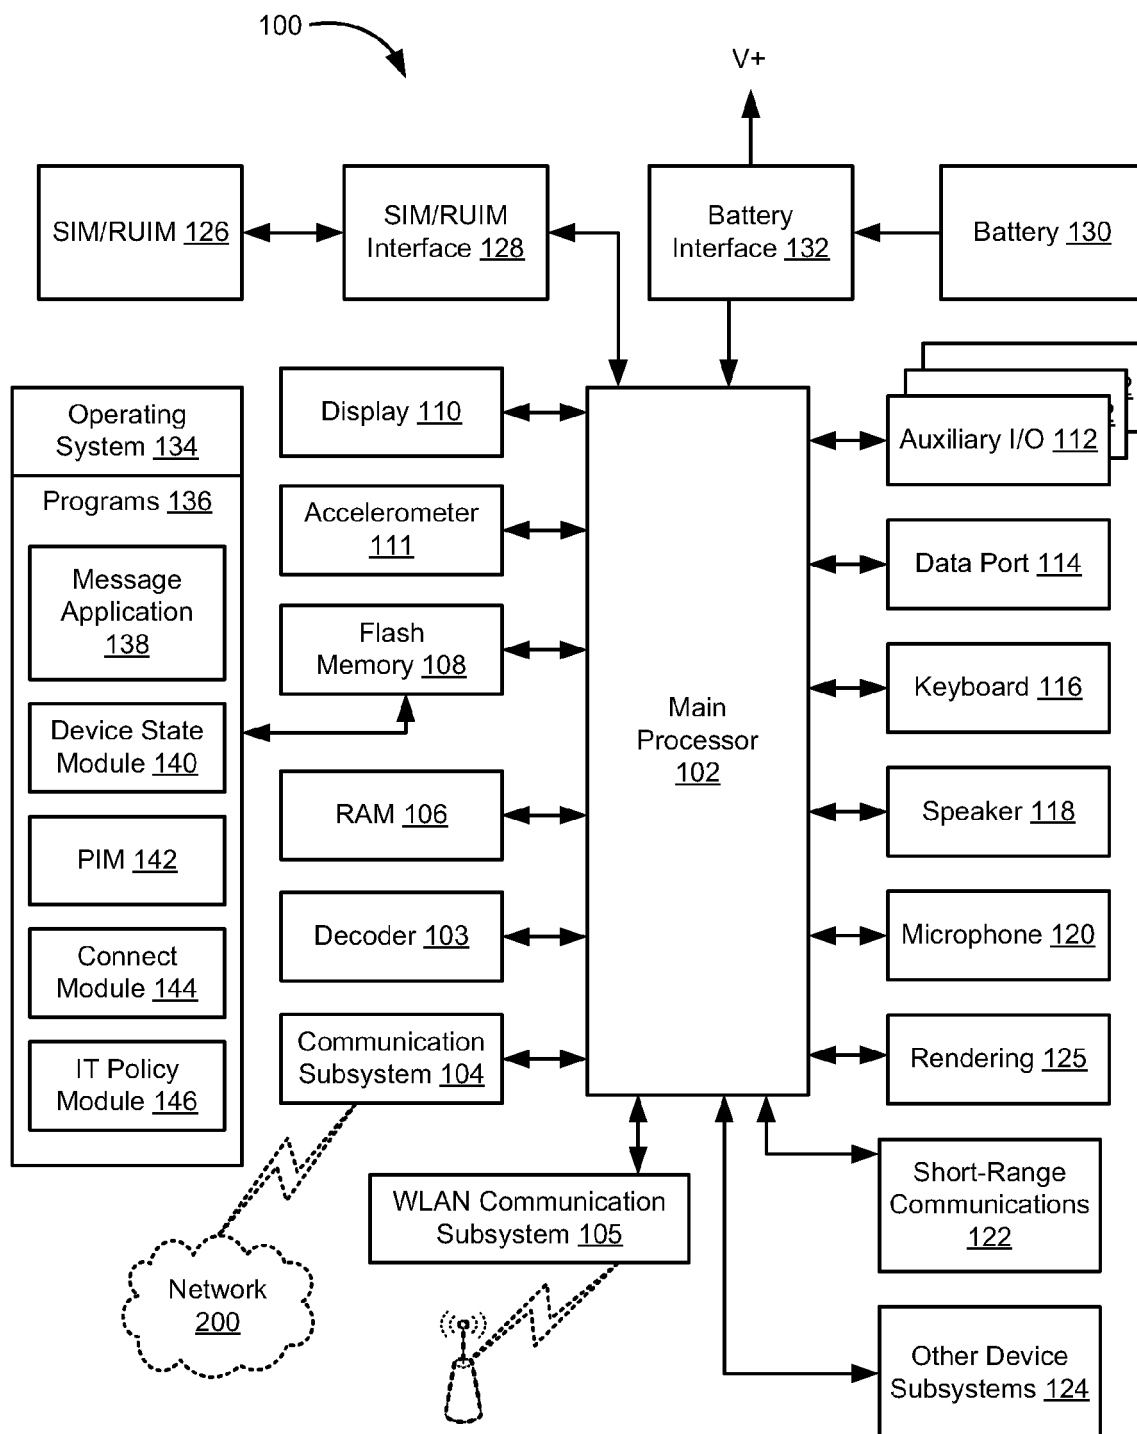 100
V+
SIM/RUIM 126
SIM/RUIM
Interface 128
Battery
Interface 132
Battery 130
Operating
System 134
Programs 136
Message
Application
138
Device State
Module 140
PIM 142
Connect
Module 144
IT Policy
Module 146
Display 110
Accelerometer
111
Flash
Memory 108
RAM 106
Decoder 103
Communication
Subsystem 104
Main
Processor
102
Auxiliary I/O 112
Data Port 114
Keyboard 116
Speaker 118
Microphone 120
Rendering 125
Short-Range
Communications
122
Other Device
Subsystems 124
WLAN Communication
Subsystem 105
Network
200